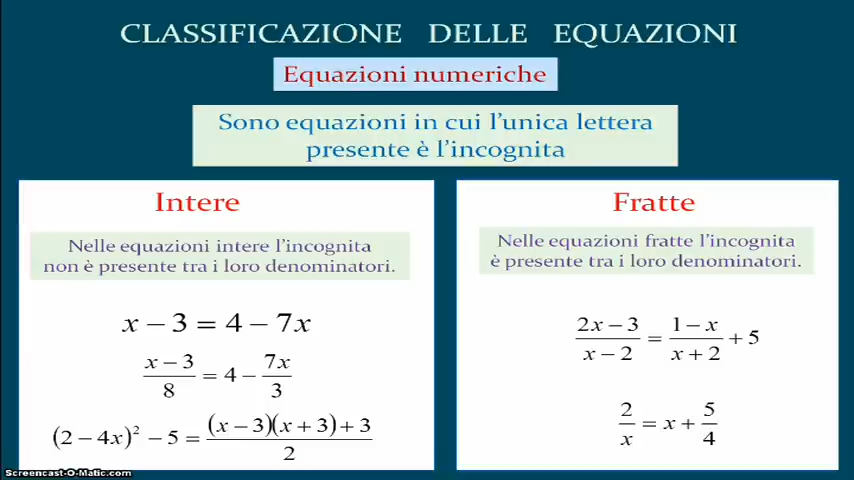 CLASSIFICAZIONE DELLE EQUAZIONI
Equazioni numeriche
Sono equazioni in cui l'unica lettera
presente è l'incognita
Intere
Nelle equazioni intere l'incognita
non è presente tra i loro denominatori.
x − 3 = 4 − 7x
(x − 3)/8 = 4 − 7x/3
(2 − 4x)² − 5 = ((x − 3)(x + 3) + 3)/2
Fratte
Nelle equazioni fratte l'incognita
è presente tra i loro denominatori.
(2x − 3)/(x − 2) = (1 − x)/(x + 2) + 5
2/x = x + 5/4
Screencast-O-Matic.com